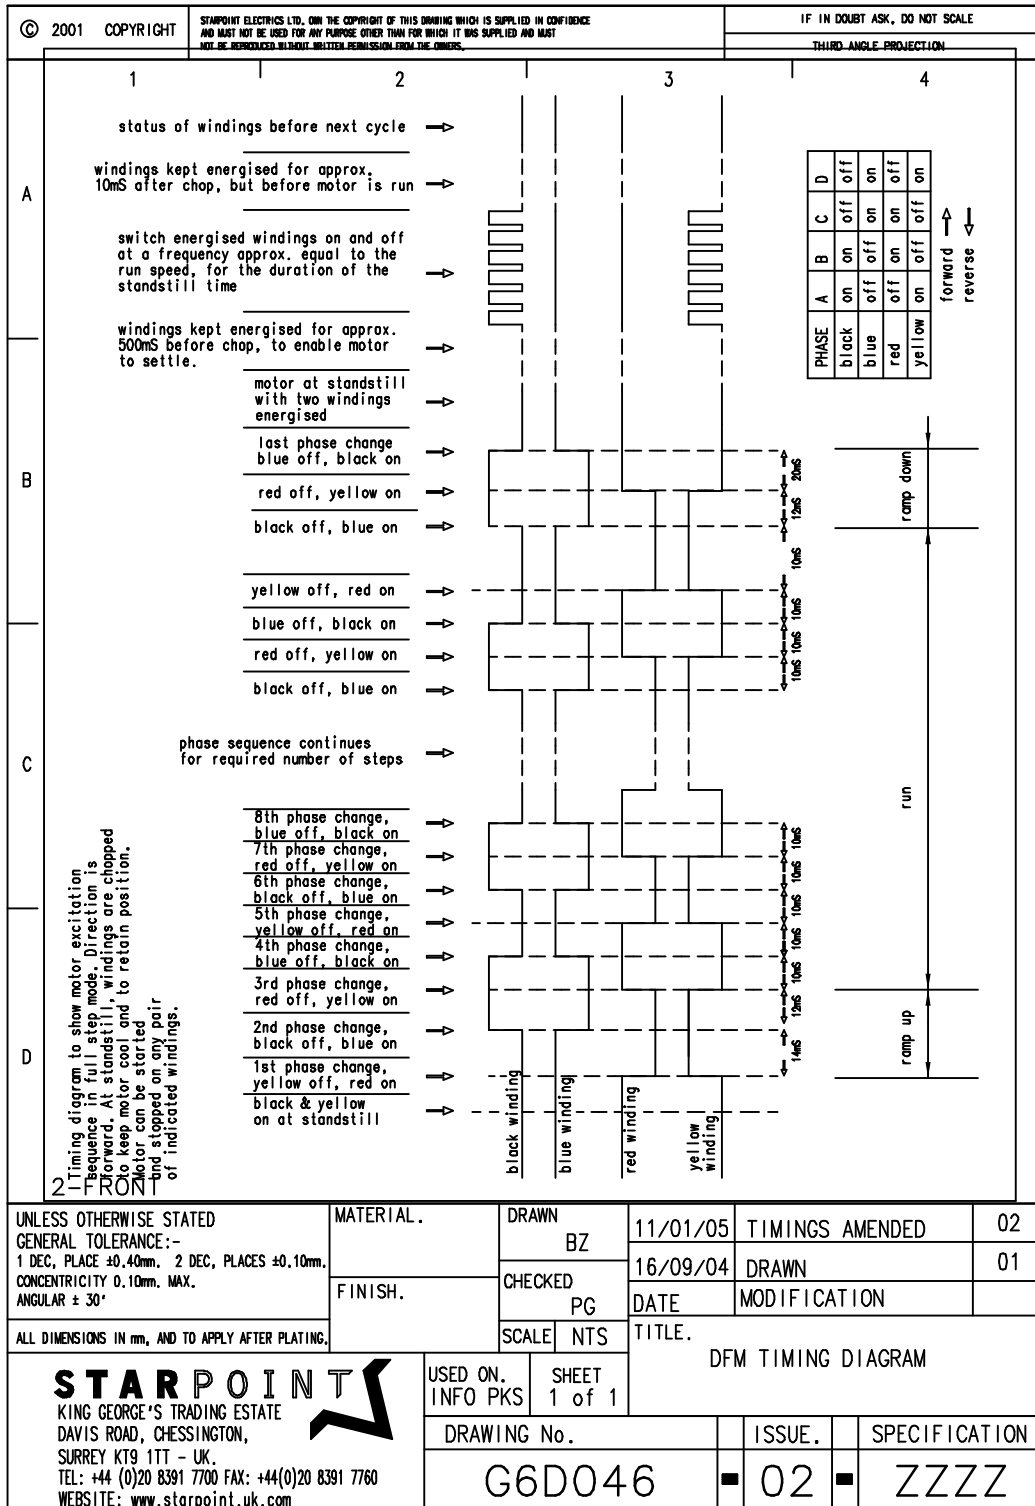 © 2001 COPYRIGHT
STARPOINT ELECTRICS LTD. OWN THE COPYRIGHT OF THIS DRAWING WHICH IS SUPPLIED IN CONFIDENCE
AND MUST NOT BE USED FOR ANY PURPOSE OTHER THAN FOR WHICH IT WAS SUPPLIED AND MUST
NOT BE REPRODUCED WITHOUT WRITTEN PERMISSION FROM THE OWNERS.
IF IN DOUBT ASK, DO NOT SCALE
THIRD ANGLE PROJECTION
1 2 3 4
A
B
C
D
status of windings before next cycle
windings kept energised for approx.
10mS after chop, but before motor is run
switch energised windings on and off
at a frequency approx. equal to the
run speed, for the duration of the
standstill time
windings kept energised for approx.
500mS before chop, to enable motor
to settle.
motor at standstill
with two windings
energised
last phase change
blue off, black on
red off, yellow on
black off, blue on
yellow off, red on
blue off, black on
red off, yellow on
black off, blue on
phase sequence continues
for required number of steps
8th phase change,
blue off, black on
7th phase change,
red off, yellow on
6th phase change,
black off, blue on
5th phase change,
yellow off, red on
4th phase change,
blue off, black on
3rd phase change,
red off, yellow on
2nd phase change,
black off, blue on
1st phase change,
yellow off, red on
black & yellow
on at standstill
PHASE A B C D
black on on off off
blue off off on on
red off on on off
yellow on off off on
forward
reverse
20mS
12mS
10mS
10mS
10mS
10mS
10mS
10mS
10mS
10mS
10mS
12mS
14mS
ramp down
run
ramp up
black winding
blue winding
red winding
yellow
winding
Timing diagram to show motor excitation
sequence in full step mode. Direction is
forward. At standstill, windings are chopped
to keep motor cool and to retain position.
Motor can be started
and stopped on any pair
of indicated windings.
2-FRONT
UNLESS OTHERWISE STATED
GENERAL TOLERANCE:-
1 DEC, PLACE ±0.40mm. 2 DEC, PLACES ±0.10mm.
CONCENTRICITY 0.10mm. MAX.
ANGULAR ± 30'
ALL DIMENSIONS IN mm, AND TO APPLY AFTER PLATING.
MATERIAL.
FINISH.
DRAWN
BZ
CHECKED
PG
SCALE NTS
11/01/05 TIMINGS AMENDED 02
16/09/04 DRAWN 01
DATE MODIFICATION
TITLE.
DFM TIMING DIAGRAM
STARPOINT
KING GEORGE'S TRADING ESTATE
DAVIS ROAD, CHESSINGTON,
SURREY KT9 1TT - UK.
TEL: +44 (0)20 8391 7700 FAX: +44(0)20 8391 7760
WEBSITE: www.starpoint.uk.com
USED ON.
INFO PKS
SHEET
1 of 1
DRAWING No. ISSUE. SPECIFICATION
G6D046 - 02 - ZZZZ